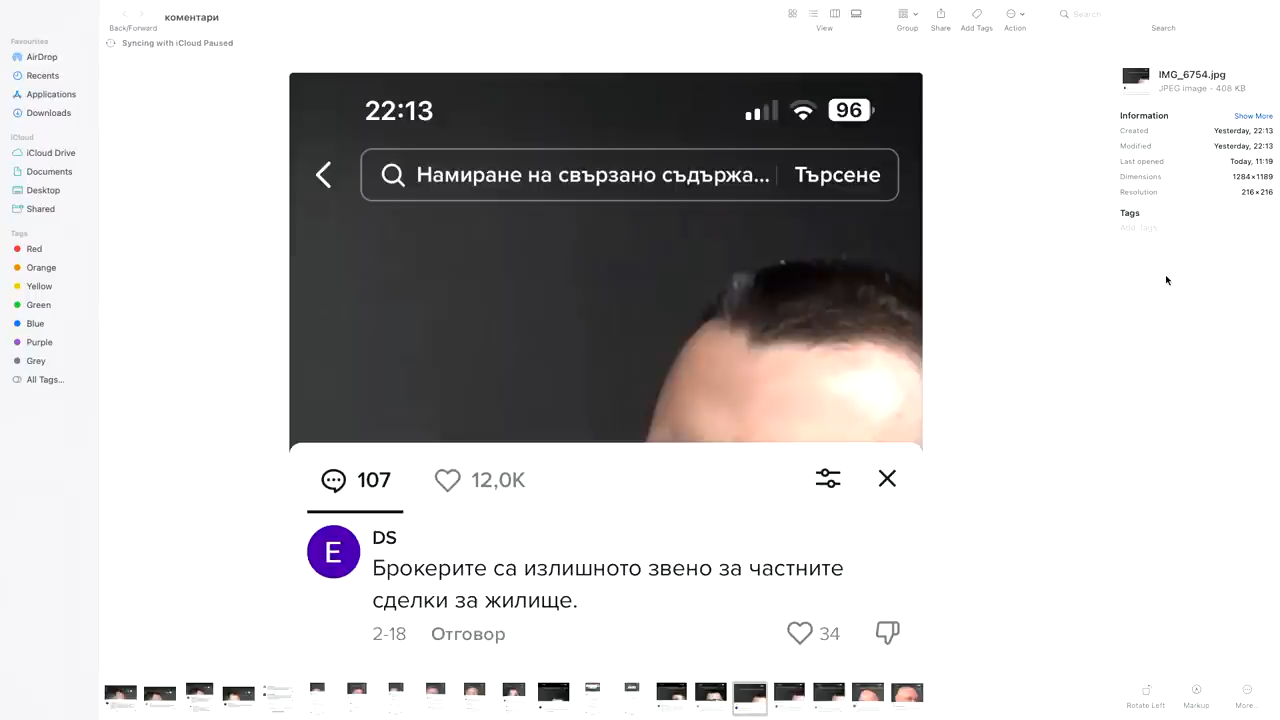 коментари
Back/Forward
View
Group
Share
Add Tags
Action
Search
Search
Syncing with iCloud Paused
Favourites
AirDrop
Recents
Applications
Downloads
iCloud
iCloud Drive
Documents
Desktop
Shared
Tags
Red
Orange
Yellow
Green
Blue
Purple
Grey
All Tags...
22:13
96
Намиране на свързано съдържа...
Търсене
107
12,0K
E
DS
Брокерите са излишното звено за частните
сделки за жилище.
2-18 Отговор
34
IMG_6754.jpg
JPEG image - 408 KB
Information Show More
Created Yesterday, 22:13
Modified Yesterday, 22:13
Last opened Today, 11:19
Dimensions 1284×1189
Resolution 216×216
Tags
Add Tags
Rotate Left
Markup
More...